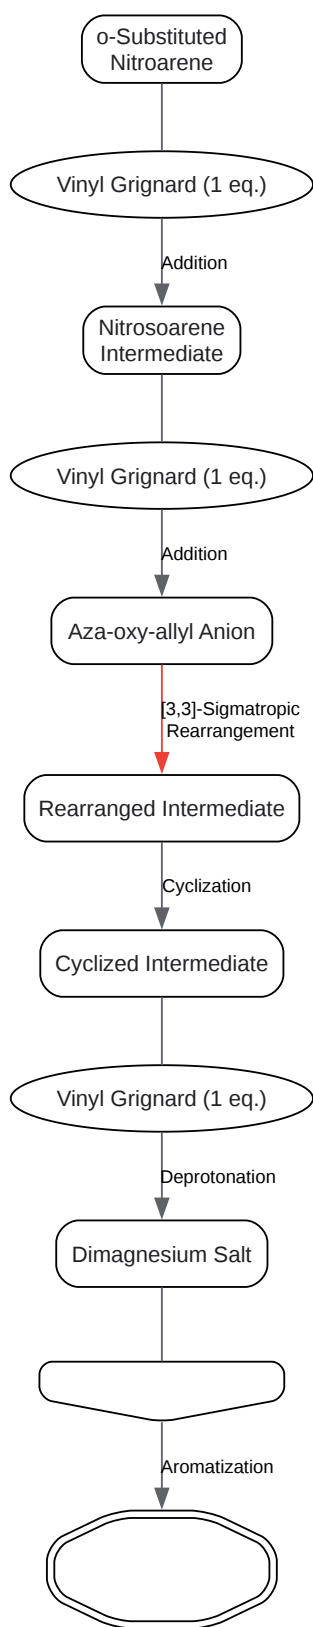 o-Substituted
Nitroarene
Vinyl Grignard (1 eq.)
Addition
Nitrosoarene
Intermediate
Vinyl Grignard (1 eq.)
Addition
Aza-oxy-allyl Anion
[3,3]-Sigmatropic
Rearrangement
Rearranged Intermediate
Cyclization
Cyclized Intermediate
Vinyl Grignard (1 eq.)
Deprotonation
Dimagnesium Salt
Aromatization